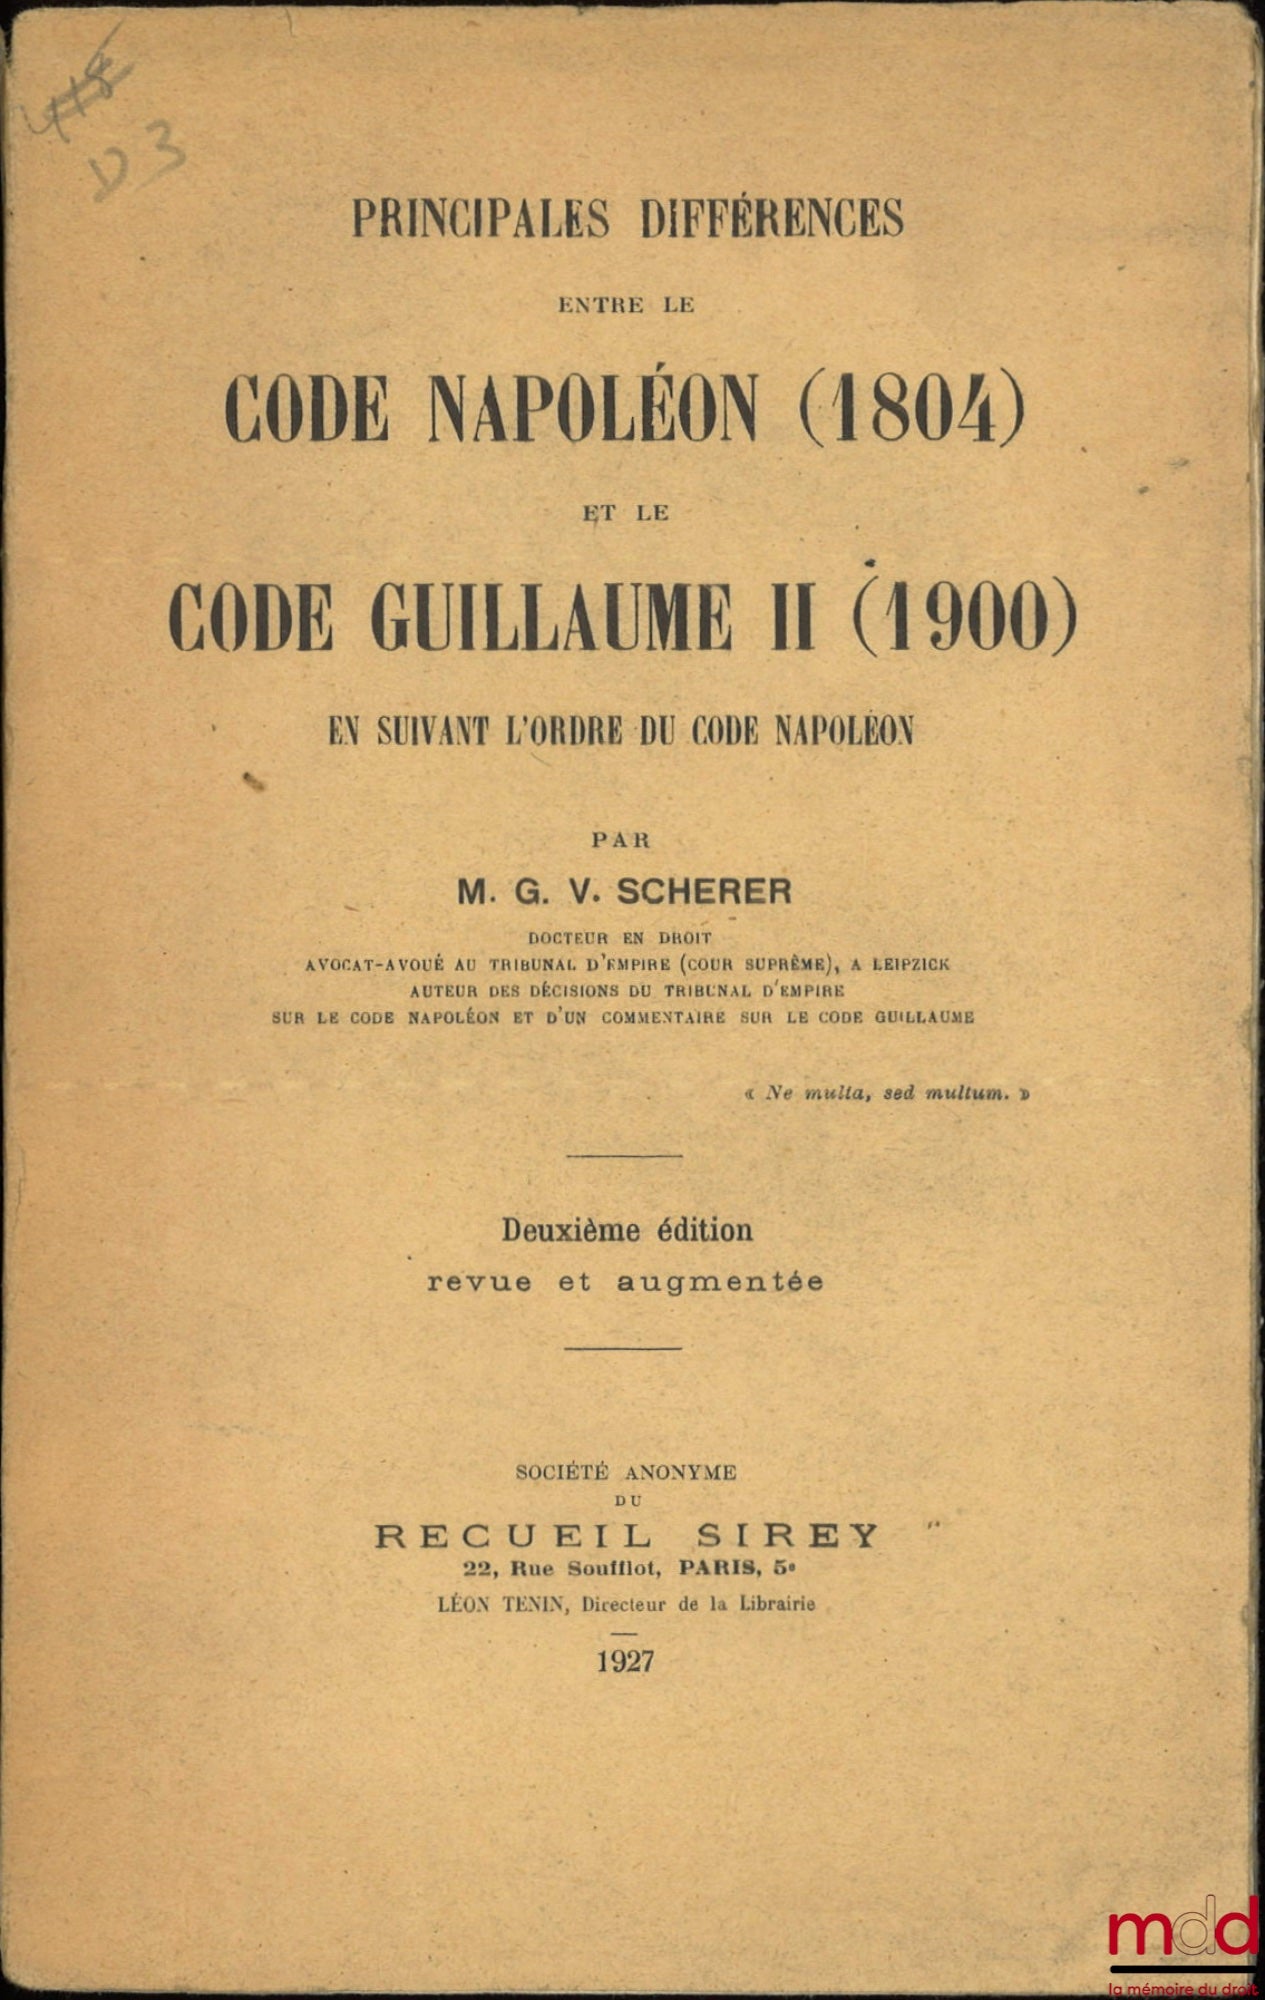 D 3
PRINCIPALES DIFFÉRENCES
ENTRE LE
CODE NAPOLÉON (1804)
ET LE
CODE GUILLAUME II (1900)
EN SUIVANT L'ORDRE DU CODE NAPOLÉON
PAR
M. G. V. SCHERER
DOCTEUR EN DROIT
AVOCAT-AVOUÉ AU TRIBUNAL D'EMPIRE (COUR SUPRÊME), A LEIPZICK
AUTEUR DES DÉCISIONS DU TRIBUNAL D'EMPIRE
SUR LE CODE NAPOLÉON ET D'UN COMMENTAIRE SUR LE CODE GUILLAUME
« Ne multa, sed multum. »
Deuxième édition
revue et augmentée
SOCIÉTÉ ANONYME
DU
RECUEIL SIREY
22, Rue Soufflot, PARIS, 5e
LÉON TENIN, Directeur de la Librairie
1927
mdd
la mémoire du droit